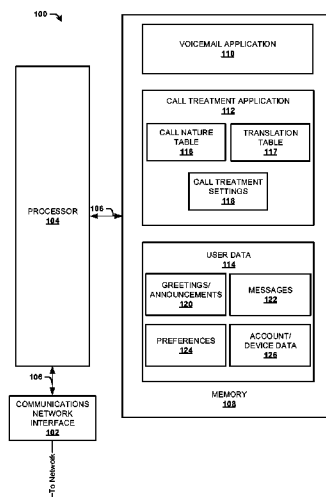 100
VOICEMAIL APPLICATION
110
CALL TREATMENT APPLICATION
112
CALL NATURE
TABLE
116
TRANSLATION
TABLE
117
CALL TREATMENT
SETTINGS
118
PROCESSOR
104
106
USER DATA
114
GREETINGS/
ANNOUNCEMENTS
120
MESSAGES
122
PREFERENCES
124
ACCOUNT/
DEVICE DATA
126
MEMORY
108
106
COMMUNICATIONS
NETWORK
INTERFACE
102
To Network